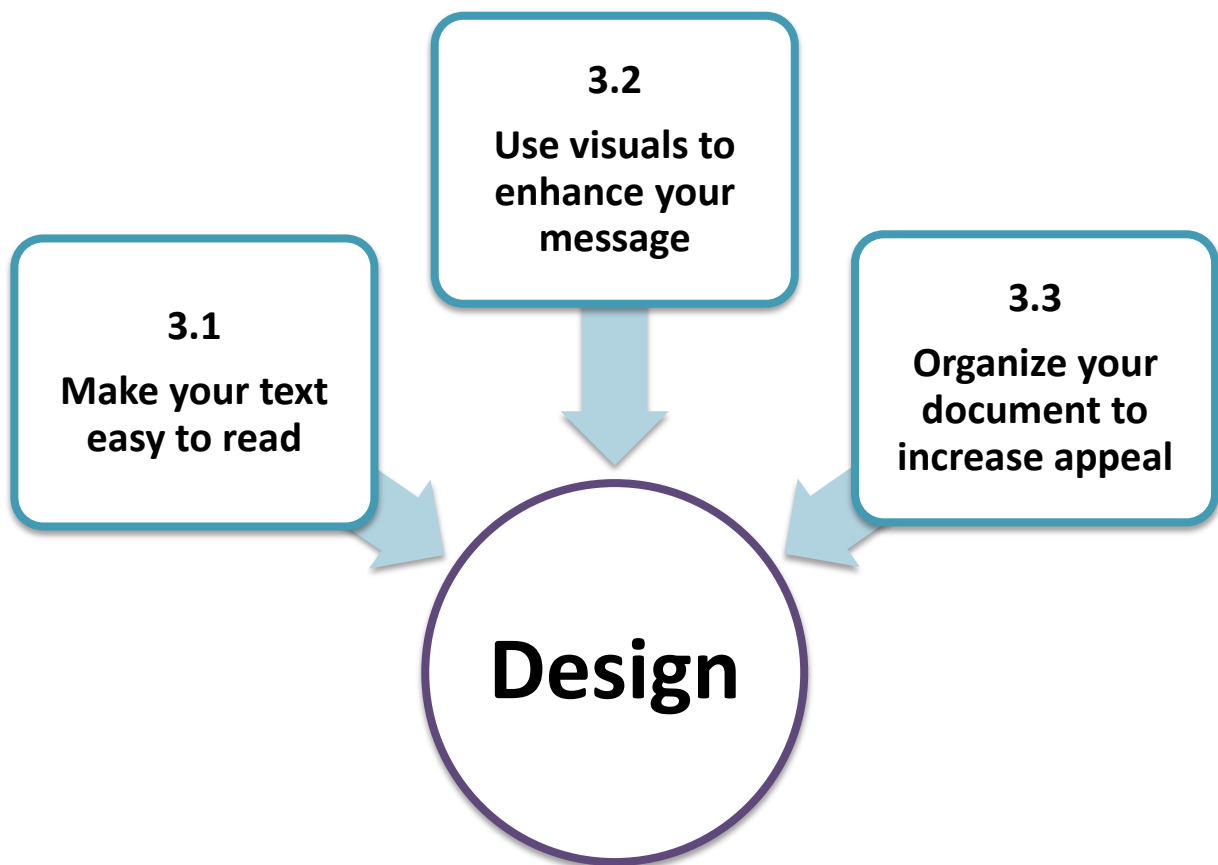 3.1
Make your text
easy to read
3.2
Use visuals to
enhance your
message
3.3
Organize your
document to
increase appeal
Design